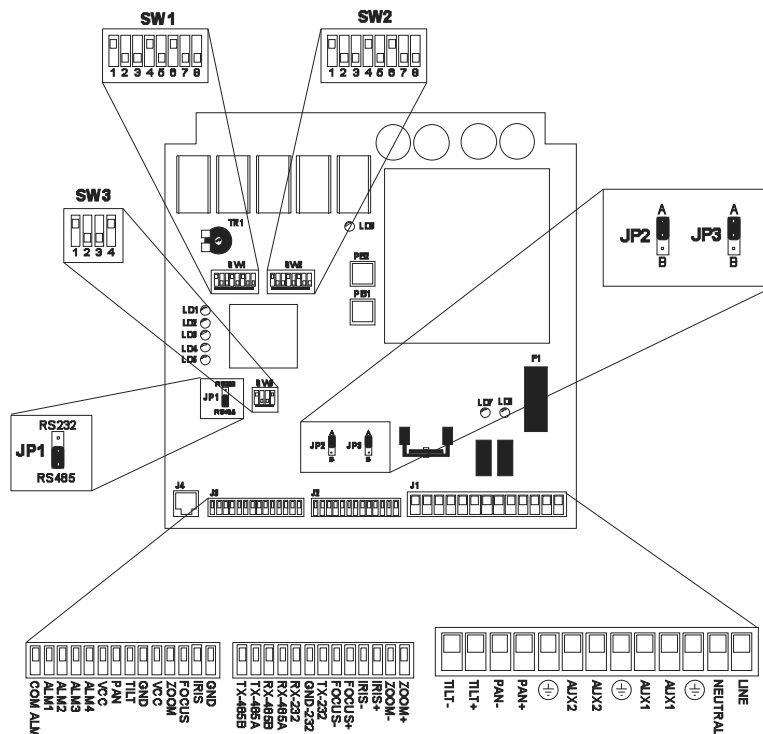 SW1
1 2 3 4 5 6 7 8
SW2
1 2 3 4 5 6 7 8
SW3
1 2 3 4
TR1
LD8
A A
JP2 JP3
B B
SW1 SW2
PB2
PB1
LD1
LD2
LD3
LD4
LD5
P1
JP1
RS485
LD7
RS232
JP1
RS485
JP2 JP3
J4
J3
J2
J1
COM ALM
ALM1
ALM2
ALM3
ALM4
VCC
PAN
TILT
GND
VCC
ZOOM
FOCUS
IRIS
GND
TX-485B
TX-485A
RX-485B
RX-485A
RX-232
GND-232
TX-232
FOCUS-
FOCUS+
IRIS-
IRIS+
ZOOM-
ZOOM+
TILT-
TILT+
PAN-
PAN+
AUX2
AUX2
AUX1
AUX1
NEUTRAL
LINE